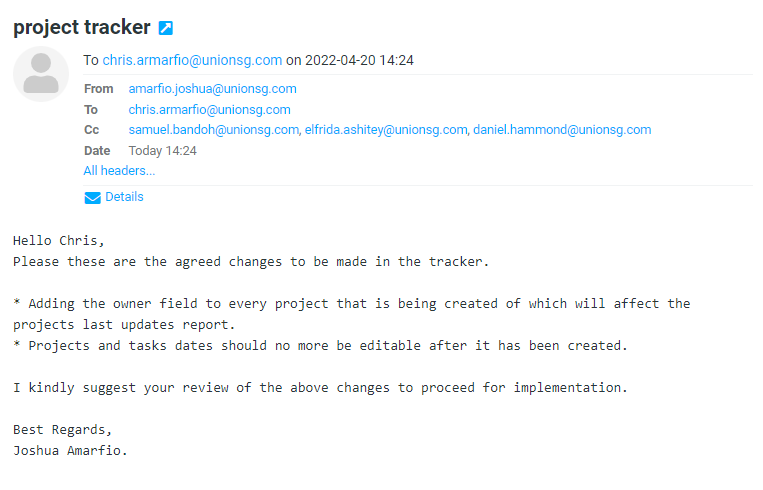 project tracker
To chris.armarfio@unionsg.com on 2022-04-20 14:24
From amarfio.joshua@unionsg.com
To chris.armarfio@unionsg.com
Cc samuel.bandoh@unionsg.com, elfrida.ashitey@unionsg.com, daniel.hammond@unionsg.com
Date Today 14:24
All headers...
Details
Hello Chris,
Please these are the agreed changes to be made in the tracker.
* Adding the owner field to every project that is being created of which will affect the
projects last updates report.
* Projects and tasks dates should no more be editable after it has been created.
I kindly suggest your review of the above changes to proceed for implementation.
Best Regards,
Joshua Amarfio.